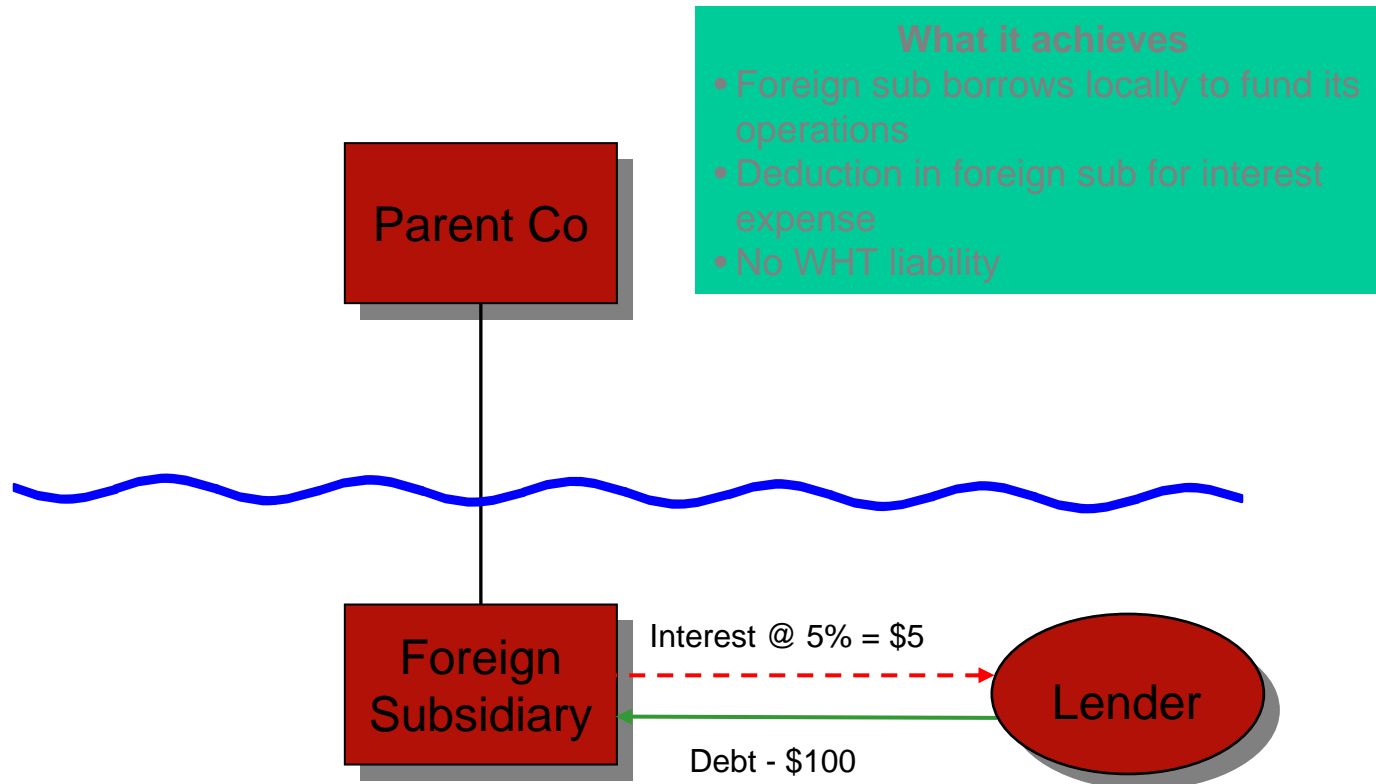 What it achieves
• Foreign sub borrows locally to fund its
operations
• Deduction in foreign sub for interest
expense
• No WHT liability
Parent Co
Foreign
Subsidiary
Interest @ 5% = $5
Debt - $100
Lender